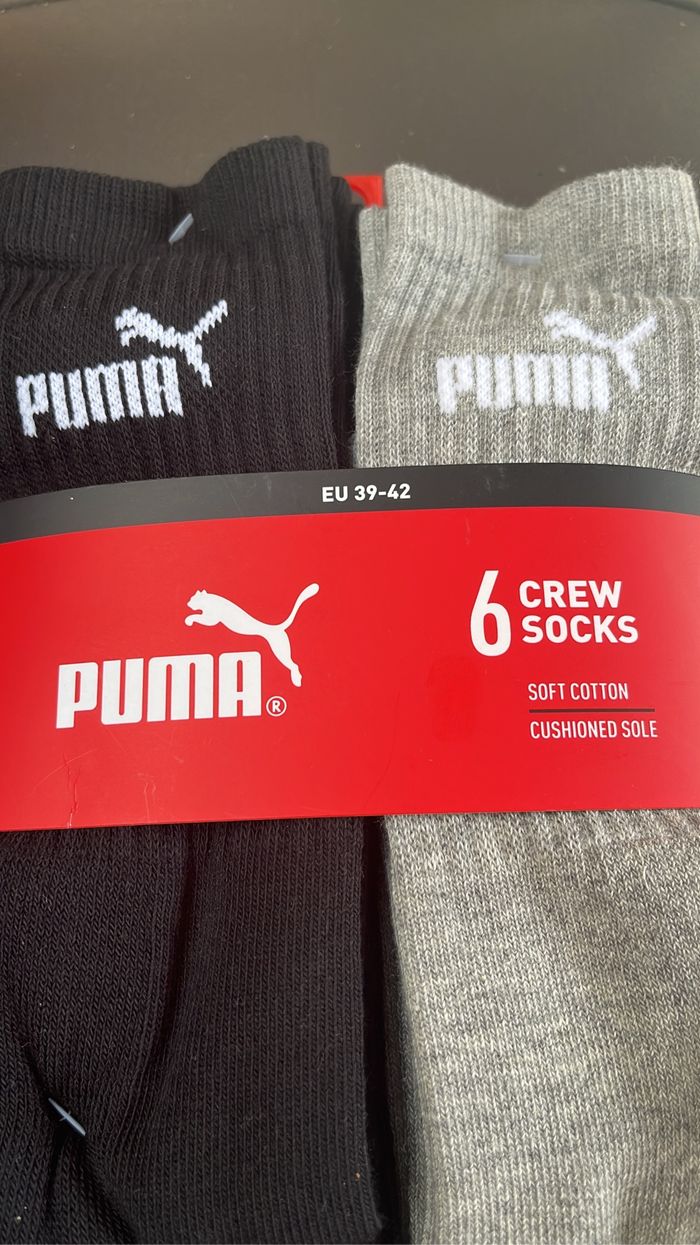 PUMA
PUMA
EU 39-42
PUMA®
6 CREW
SOCKS
SOFT COTTON
CUSHIONED SOLE